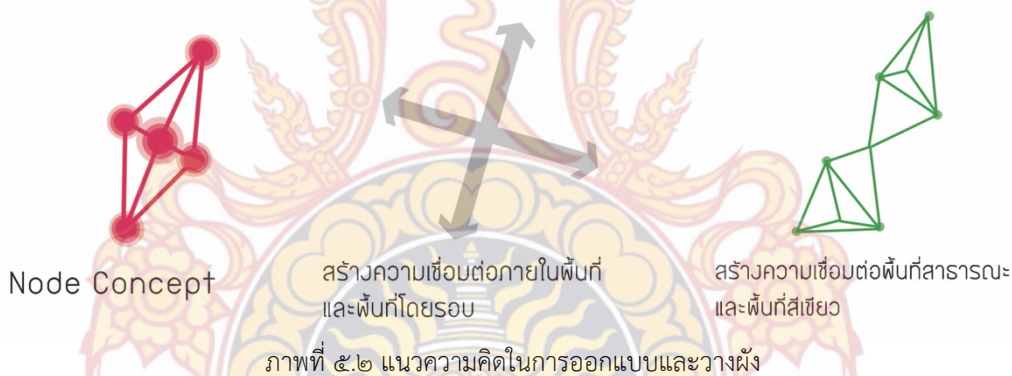 Node Concept
สร้างความเชื่อมต่อภายในพื้นที่
และพื้นที่โดยรอบ
สร้างความเชื่อมต่อพื้นที่สาธารณะ
และพื้นที่สีเขียว
ภาพที่ ๕.๒ แนวความคิดในการออกแบบและวางผัง